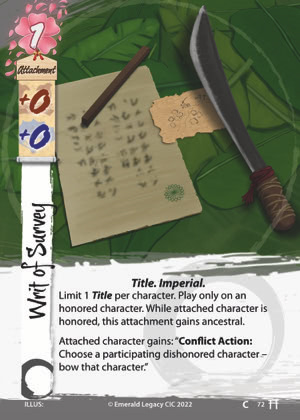 1
Attachment
+0
+0
Writ of Survey
Title. Imperial.
Limit 1 Title per character. Play only on an
honored character. While attached character is
honored, this attachment gains ancestral.
Attached character gains: “Conflict Action:
Choose a participating dishonored character –
bow that character.”
ILLUS:
© Emerald Legacy CIC 2022
C
72